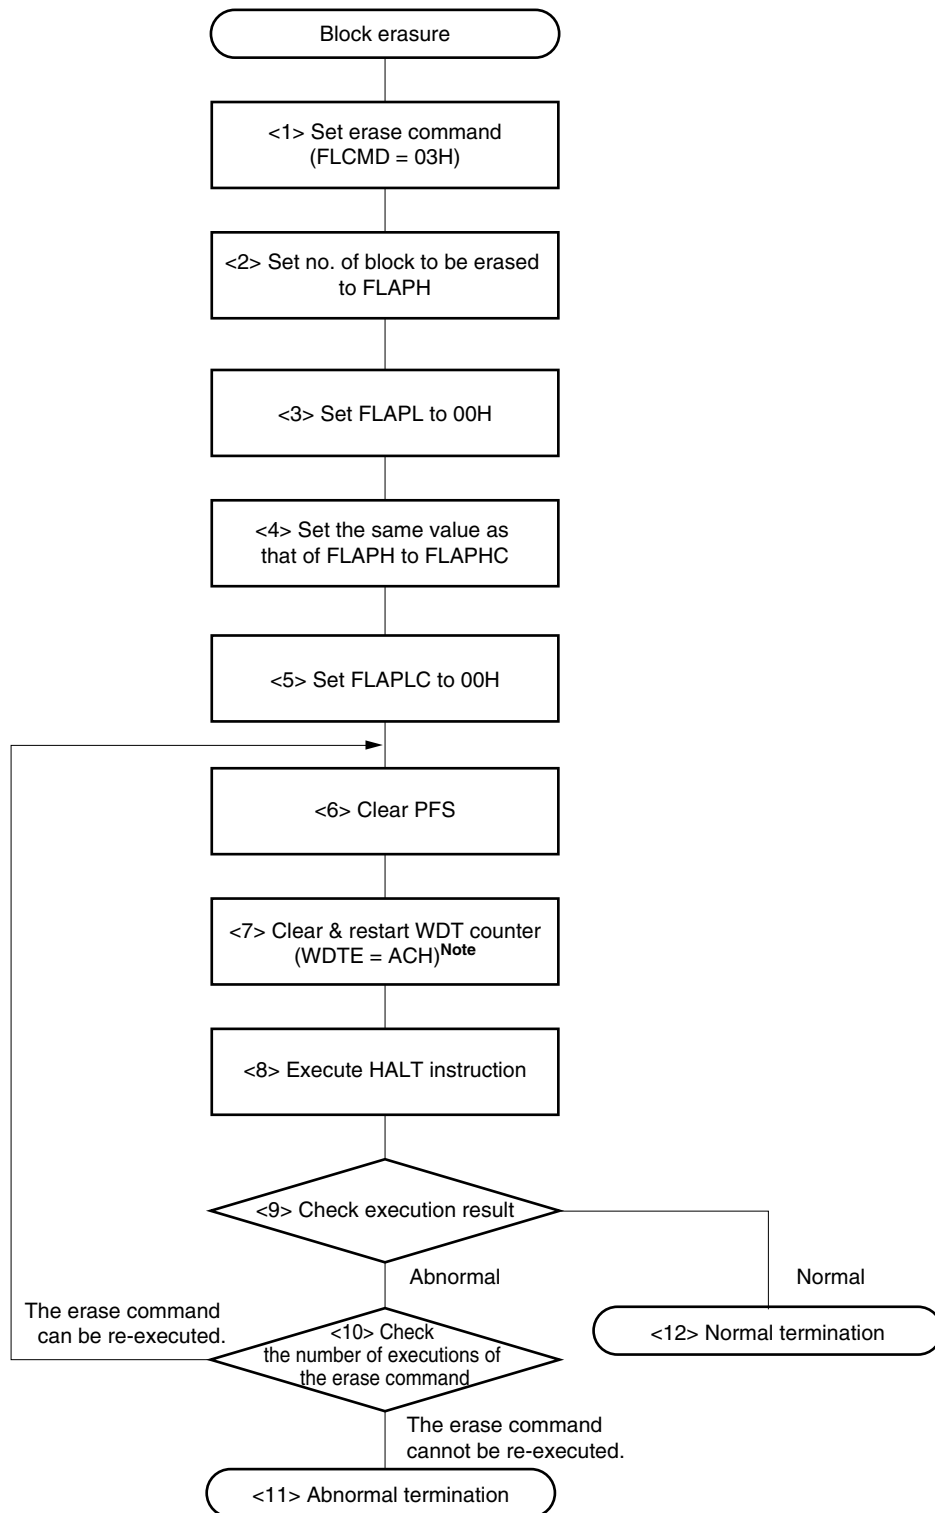 Block erasure
<1> Set erase command
(FLCMD = 03H)
<2> Set no. of block to be erased
to FLAPH
<3> Set FLAPL to 00H
<4> Set the same value as
that of FLAPH to FLAPHC
<5> Set FLAPLC to 00H
<6> Clear PFS
<7> Clear & restart WDT counter
(WDTE = ACH)Note
<8> Execute HALT instruction
<9> Check execution result
Abnormal
Normal
The erase command
can be re-executed.
<10> Check
the number of executions of
the erase command
<12> Normal termination
The erase command
cannot be re-executed.
<11> Abnormal termination